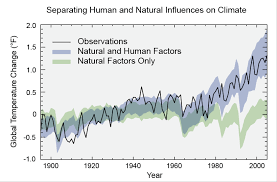 Separating Human and Natural Influences on Climate
2.0
1.5
1.0
0.5
0.0
-0.5
-1.0
Global Temperature Change (°F)
Observations
Natural and Human Factors
Natural Factors Only
1900
1920
1940
1960
1980
2000
Year